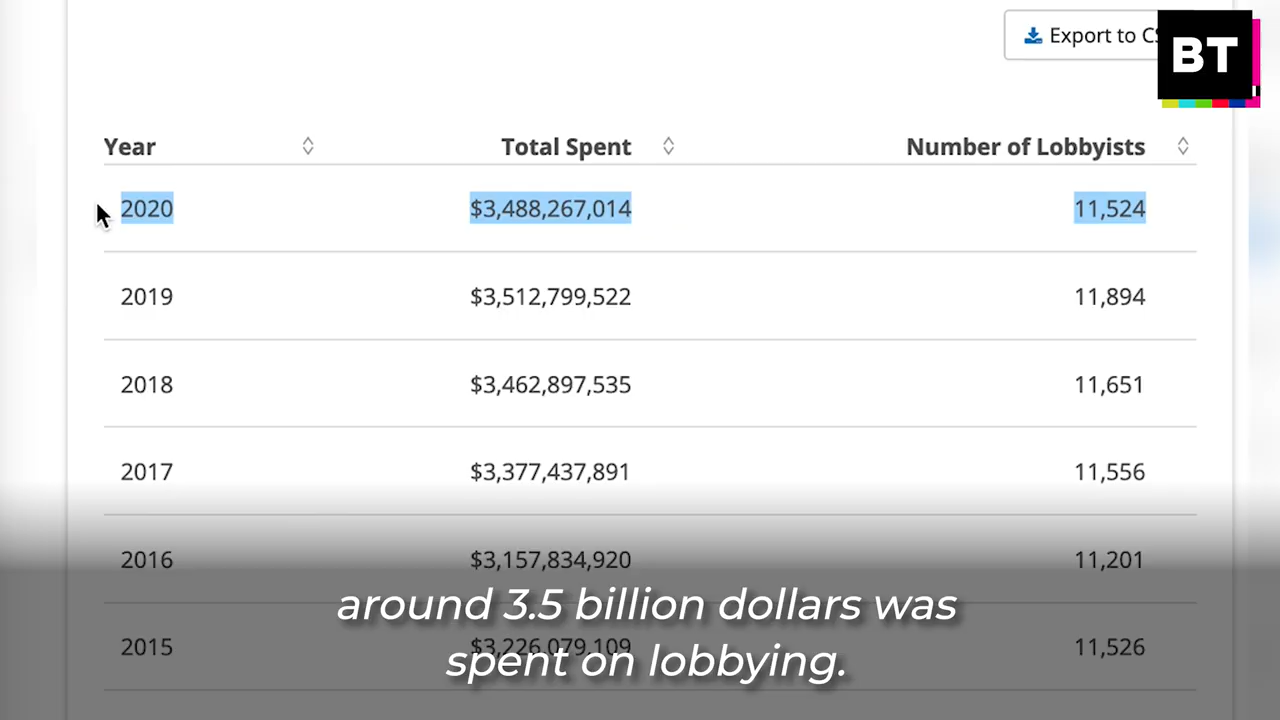 Export to CS
BT
Year Total Spent Number of Lobbyists
2020 $3,488,267,014 11,524
2019 $3,512,799,522 11,894
2018 $3,462,897,535 11,651
2017 $3,377,437,891 11,556
2016 $3,157,834,920 11,201
around 3.5 billion dollars was
2015 $3,226,079,109 11,526
spent on lobbying.